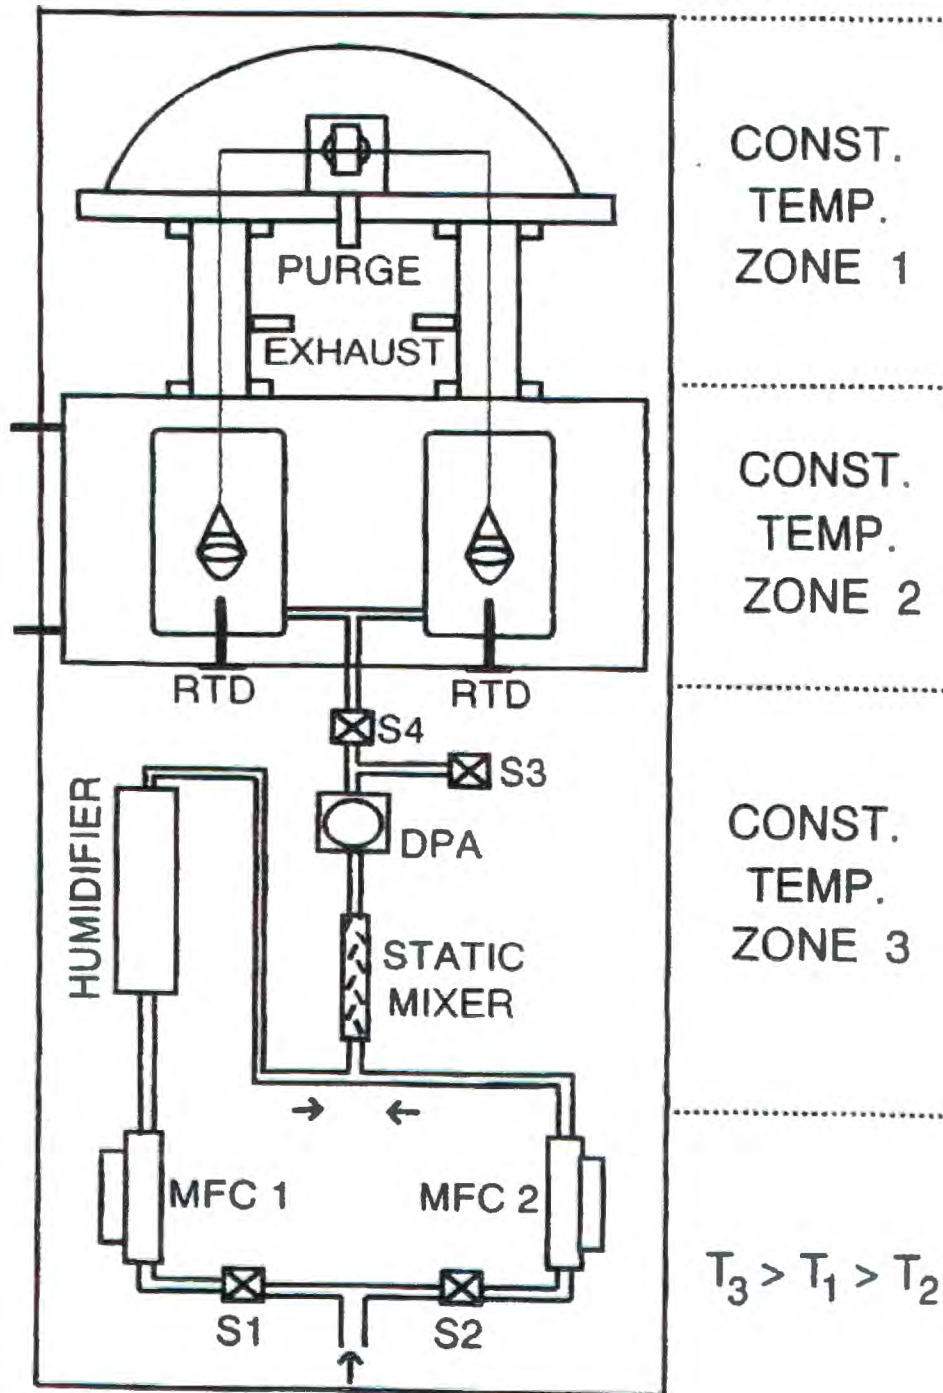 CONST.
TEMP.
ZONE 1
PURGE
EXHAUST
CONST.
TEMP.
ZONE 2
RTD
RTD
S4
S3
DPA
HUMIDIFIER
STATIC
MIXER
CONST.
TEMP.
ZONE 3
MFC 1
MFC 2
S1
S2
T₃ > T₁ > T₂